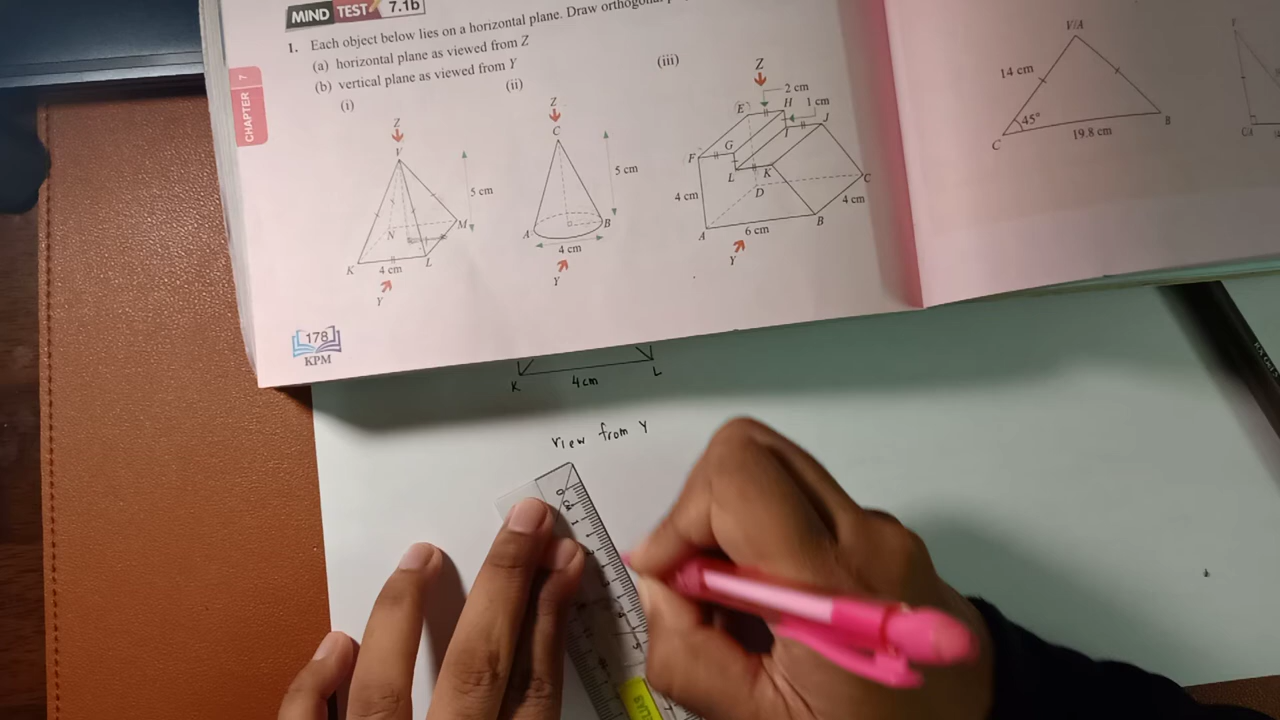 MIND TEST 7.1b
1. Each object below lies on a horizontal plane. Draw orthogonal
(a) horizontal plane as viewed from Z
(b) vertical plane as viewed from Y
(i)
(ii)
(iii)
CHAPTER 7
Z
V
5 cm
M
N
K
L
4 cm
Y
Z
C
5 cm
A
B
4 cm
Y
Z
2 cm
E
H
1 cm
J
I
F
G
L
K
D
C
4 cm
4 cm
A
B
6 cm
Y
178
KPM
V/A
14 cm
45°
C
19.8 cm
B
C/A
K
4cm
L
view from Y